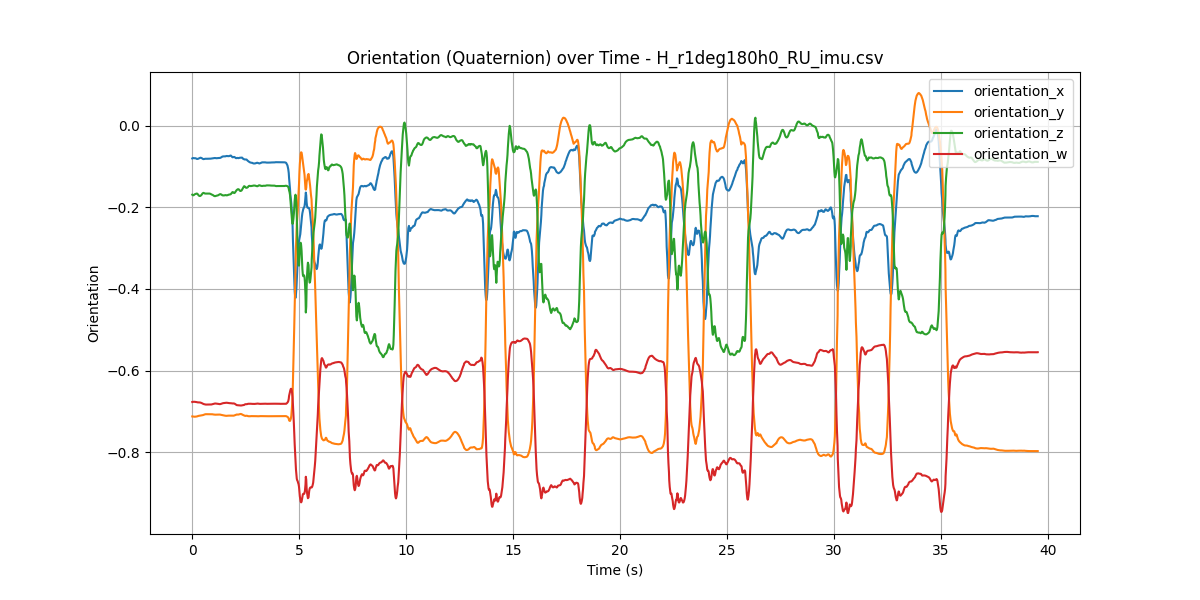 Orientation (Quaternion) over Time - H_r1deg180h0_RU_imu.csv
orientation_x
orientation_y
orientation_z
orientation_w
0.0
−0.2
−0.4
−0.6
−0.8
Orientation
0 5 10 15 20 25 30 35 40
Time (s)